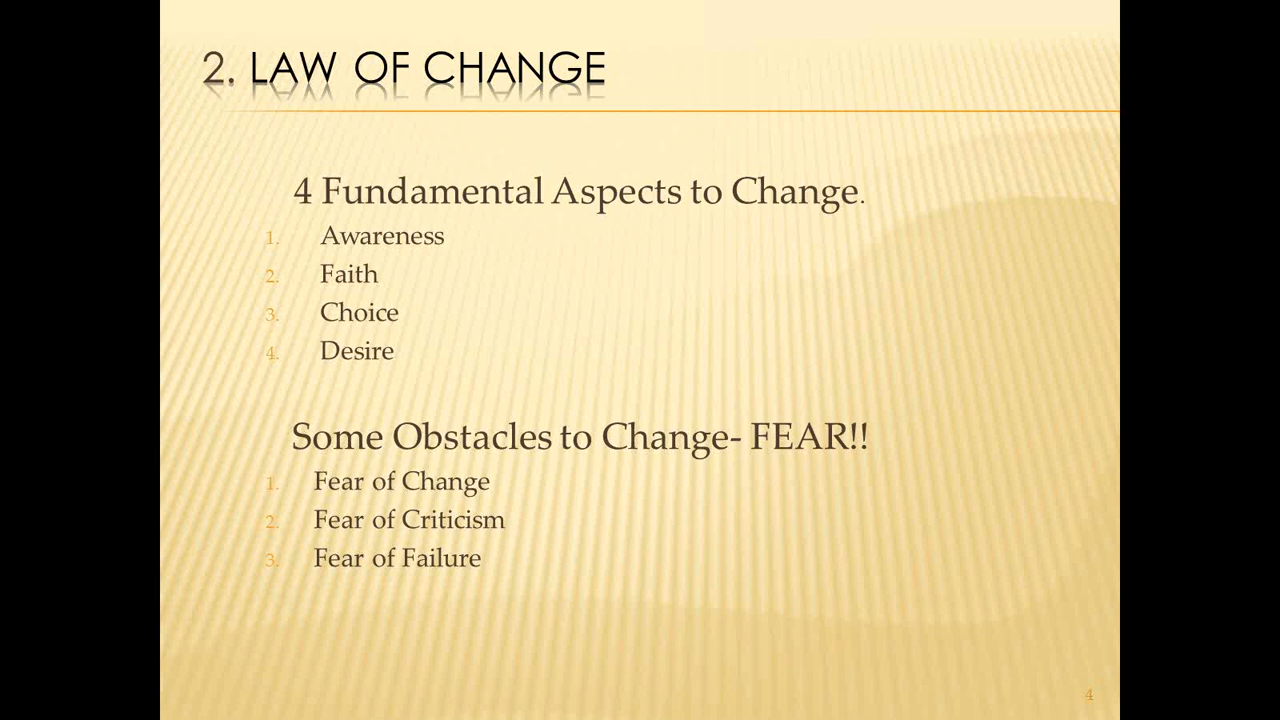 2. LAW OF CHANGE
4 Fundamental Aspects to Change.
1. Awareness
2. Faith
3. Choice
4. Desire
Some Obstacles to Change- FEAR!!
1. Fear of Change
2. Fear of Criticism
3. Fear of Failure
4